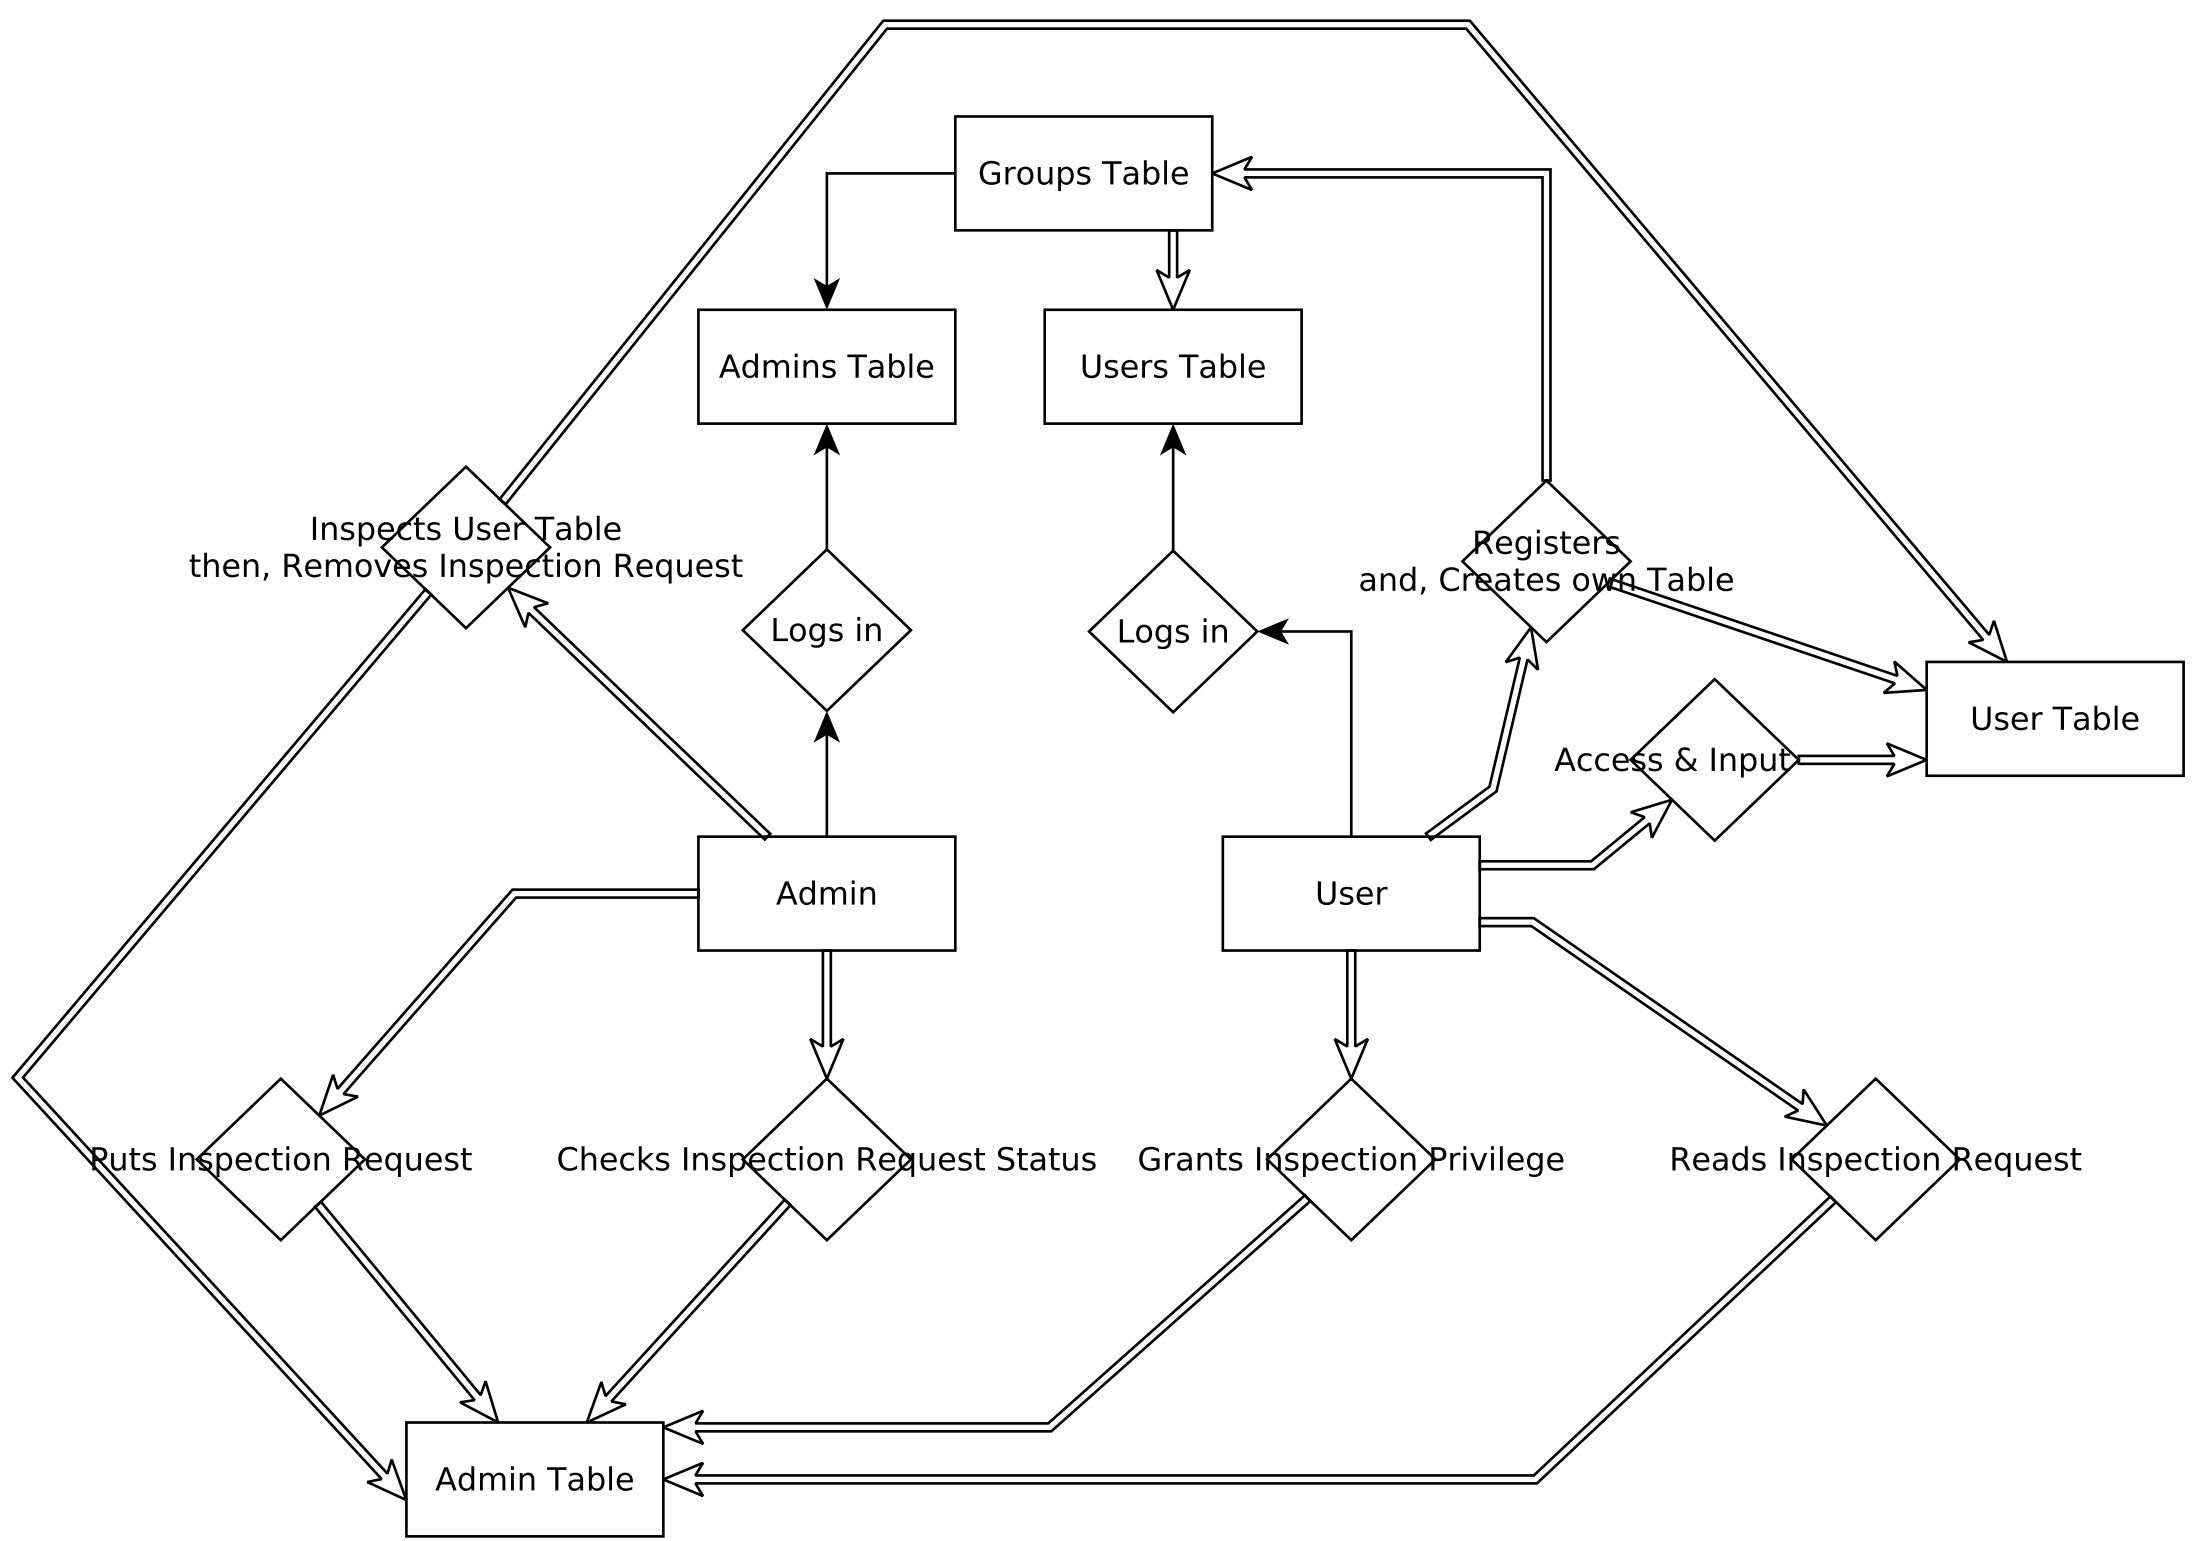 Groups Table
Admins Table
Users Table
Inspects User Table
then, Removes Inspection Request
Registers
and, Creates own Table
Logs in
Logs in
User Table
Access & Input
Admin
User
Puts Inspection Request
Checks Inspection Request Status
Grants Inspection Privilege
Reads Inspection Request
Admin Table